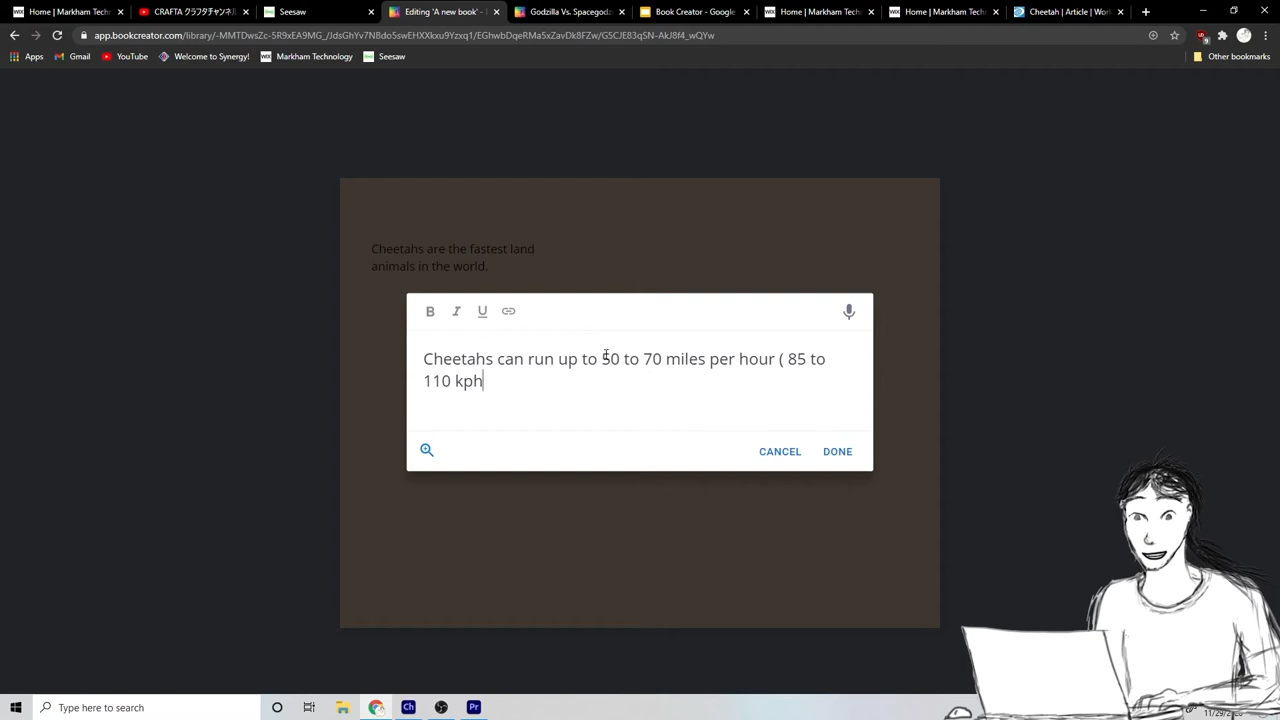 Home | Markham Techn
CRAFTA クラフタチャンネル
Seesaw
Editing 'A new book' -
Godzilla Vs. Spacegodz
Book Creator - Google
Home | Markham Tech
Home | Markham Tech
Cheetah | Article | Worl
app.bookcreator.com/library/-MMTDwsZc-5R9xEA9MG_/JdsGhYv7NBdo5swEHXXkxu9Yzxq1/EGhwbDqeRMa5xZavDk8FZw/G5CJE83qSN-AkJ8f4_wQYw
Apps
Gmail
YouTube
Welcome to Synergy!
Markham Technology
Seesaw
Other bookmarks
Cheetahs are the fastest land
animals in the world.
B I U
Cheetahs can run up to 50 to 70 miles per hour ( 85 to
110 kph
CANCEL
DONE
Type here to search